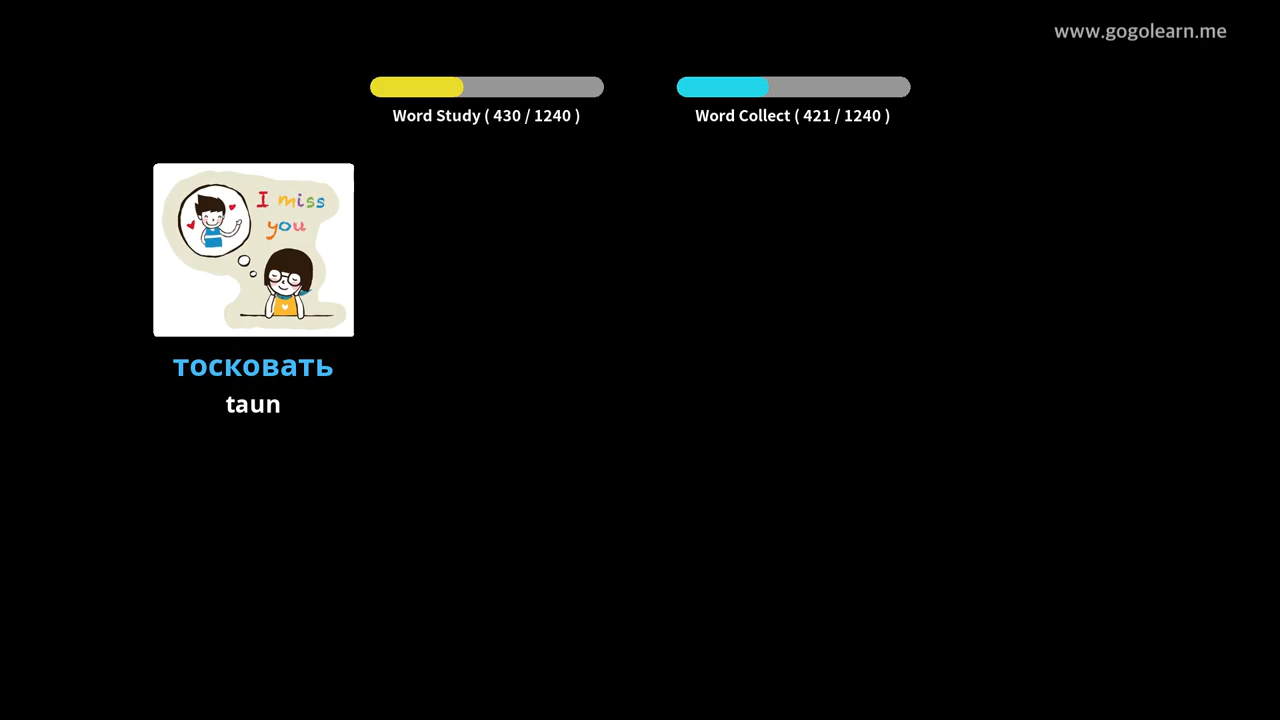 www.gogolearn.me
Word Study ( 430 / 1240 )
Word Collect ( 421 / 1240 )
I miss
you
тосковать
taun